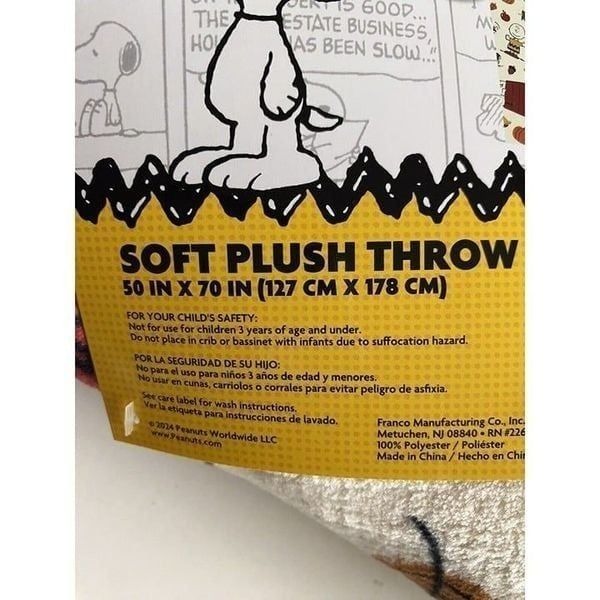 IS GOOD...
THE ESTATE BUSINESS,
HAS BEEN SLOW..."
SOFT PLUSH THROW
50 IN X 70 IN (127 CM X 178 CM)
FOR YOUR CHILD'S SAFETY:
Not for use for children 3 years of age and under.
Do not place in crib or bassinet with infants due to suffocation hazard.
POR LA SEGURIDAD DE SU HIJO:
No para el uso para niños 3 años de edad y menores.
No usar en cunas, carriolos o corrales para evitar peligro de asfixia.
See care label for wash instructions.
Ver la etiqueta para instrucciones de lavado.
© 2024 Peanuts Worldwide LLC
www.Peanuts.com
Franco Manufacturing Co., Inc.
Metuchen, NJ 08840 • RN #226
100% Polyester / Poliéster
Made in China / Hecho en Chi